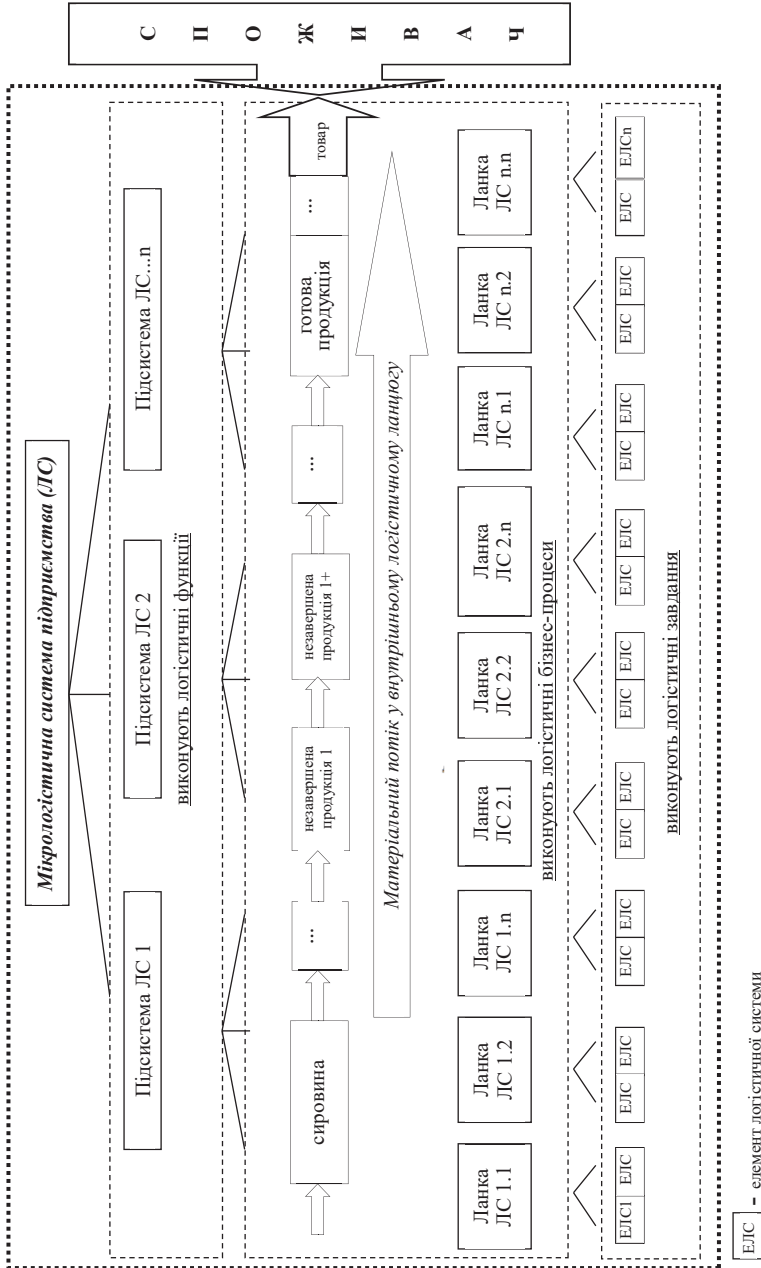 Мікрологістична система підприємства (ЛС)
Підсистема ЛС 1
Підсистема ЛС 2
Підсистема ЛС...n
виконують логістичні функції
сировина
...
незавершена
продукція 1
незавершена
продукція 1+
...
готова
продукція
...
товар
С П О Ж И В А Ч
Матеріальний потік у внутрішньому логістичному ланцюгу
Ланка
ЛС 1.1
Ланка
ЛС 1.2
Ланка
ЛС 1.n
Ланка
ЛС 2.1
Ланка
ЛС 2.2
Ланка
ЛС 2.n
Ланка
ЛС n.1
Ланка
ЛС n.2
Ланка
ЛС n.n
виконують логістичні бізнес-процеси
ЕЛС1 ЕЛС
ЕЛС ЕЛС
ЕЛС ЕЛС
ЕЛС ЕЛС
ЕЛС ЕЛС
ЕЛС ЕЛС
ЕЛС ЕЛС
ЕЛС ЕЛС
ЕЛС ЕЛСn
виконують логістичні завдання
ЕЛС – елемент логістичної системи